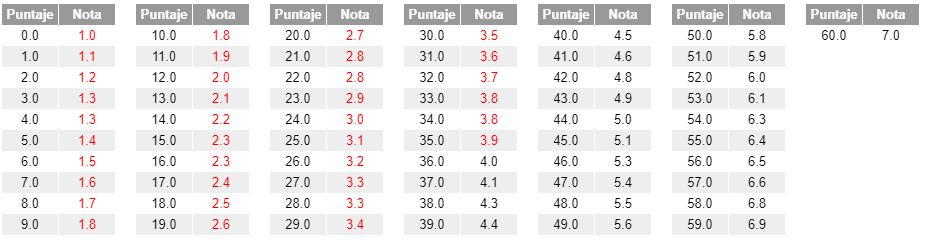 Puntaje Nota Puntaje Nota Puntaje Nota Puntaje Nota Puntaje Nota Puntaje Nota Puntaje Nota
0.0 1.0 10.0 1.8 20.0 2.7 30.0 3.5 40.0 4.5 50.0 5.8 60.0 7.0
1.0 1.1 11.0 1.9 21.0 2.8 31.0 3.6 41.0 4.6 51.0 5.9
2.0 1.2 12.0 2.0 22.0 2.8 32.0 3.7 42.0 4.8 52.0 6.0
3.0 1.3 13.0 2.1 23.0 2.9 33.0 3.8 43.0 4.9 53.0 6.1
4.0 1.3 14.0 2.2 24.0 3.0 34.0 3.8 44.0 5.0 54.0 6.3
5.0 1.4 15.0 2.3 25.0 3.1 35.0 3.9 45.0 5.1 55.0 6.4
6.0 1.5 16.0 2.3 26.0 3.2 36.0 4.0 46.0 5.3 56.0 6.5
7.0 1.6 17.0 2.4 27.0 3.3 37.0 4.1 47.0 5.4 57.0 6.6
8.0 1.7 18.0 2.5 28.0 3.3 38.0 4.3 48.0 5.5 58.0 6.8
9.0 1.8 19.0 2.6 29.0 3.4 39.0 4.4 49.0 5.6 59.0 6.9